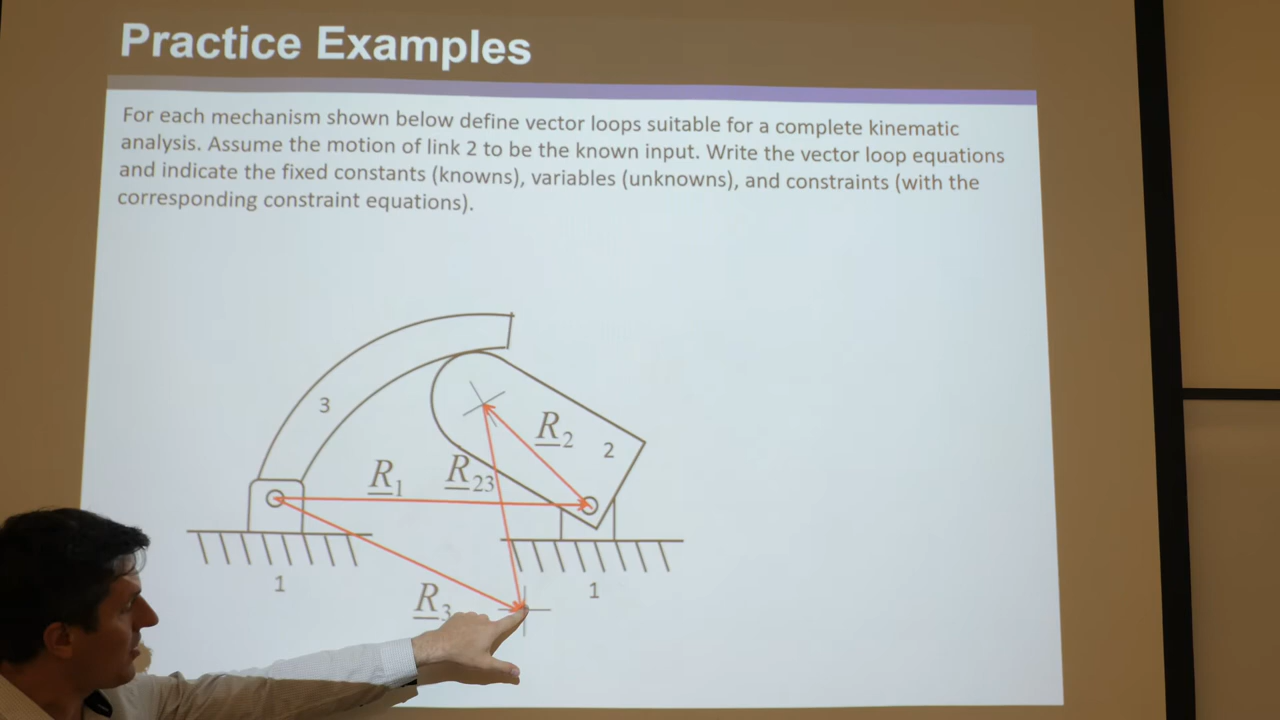 Practice Examples
For each mechanism shown below define vector loops suitable for a complete kinematic
analysis. Assume the motion of link 2 to be the known input. Write the vector loop equations
and indicate the fixed constants (knowns), variables (unknowns), and constraints (with the
corresponding constraint equations).
3
R2
2
R1
R23
1
1
R3